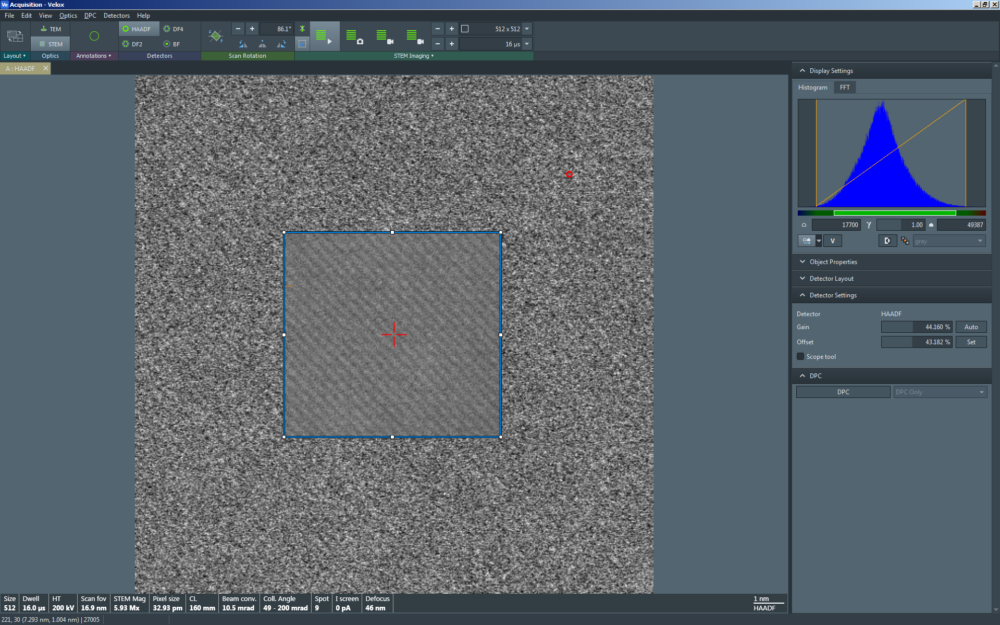 Ve Acquisition - Velox
File Edit View Optics DPC Detectors Help
TEM
STEM
HAADF
DF4
DF2
BF
86.1°
512 x 512
16 µs
Layout
Optics
Annotations
Detectors
Scan Rotation
STEM Imaging
A : HAADF
Display Settings
Histogram
FFT
17700
γ
1.00
49387
V
gray
Object Properties
Detector Layout
Detector Settings
Detector HAADF
Gain 44.160 % Auto
Offset 43.182 % Set
Scope tool
DPC
DPC
DPC Only
Size Dwell HT Scan fov STEM Mag Pixel size CL Beam conv. Coll. Angle Spot I screen Defocus
512 16.0 µs 200 kV 16.9 nm 5.93 Mx 32.93 pm 160 mm 10.5 mrad 49 - 200 mrad 9 0 pA 46 nm
1 nm
HAADF
221, 30 (7.293 nm, 1.004 nm) | 27005